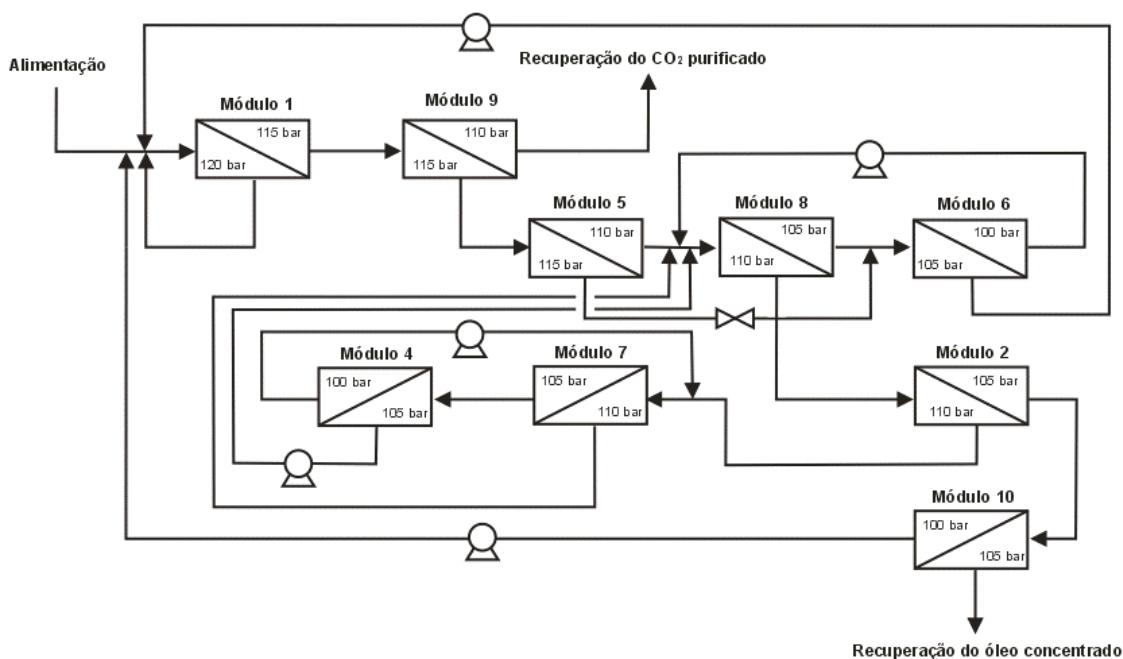 Alimentação
Recuperação do CO₂ purificado
Módulo 1
115 bar
120 bar
Módulo 9
110 bar
115 bar
Módulo 5
110 bar
115 bar
Módulo 8
105 bar
110 bar
Módulo 6
100 bar
105 bar
Módulo 4
100 bar
105 bar
Módulo 7
105 bar
110 bar
Módulo 2
105 bar
110 bar
Módulo 10
100 bar
105 bar
Recuperação do óleo concentrado